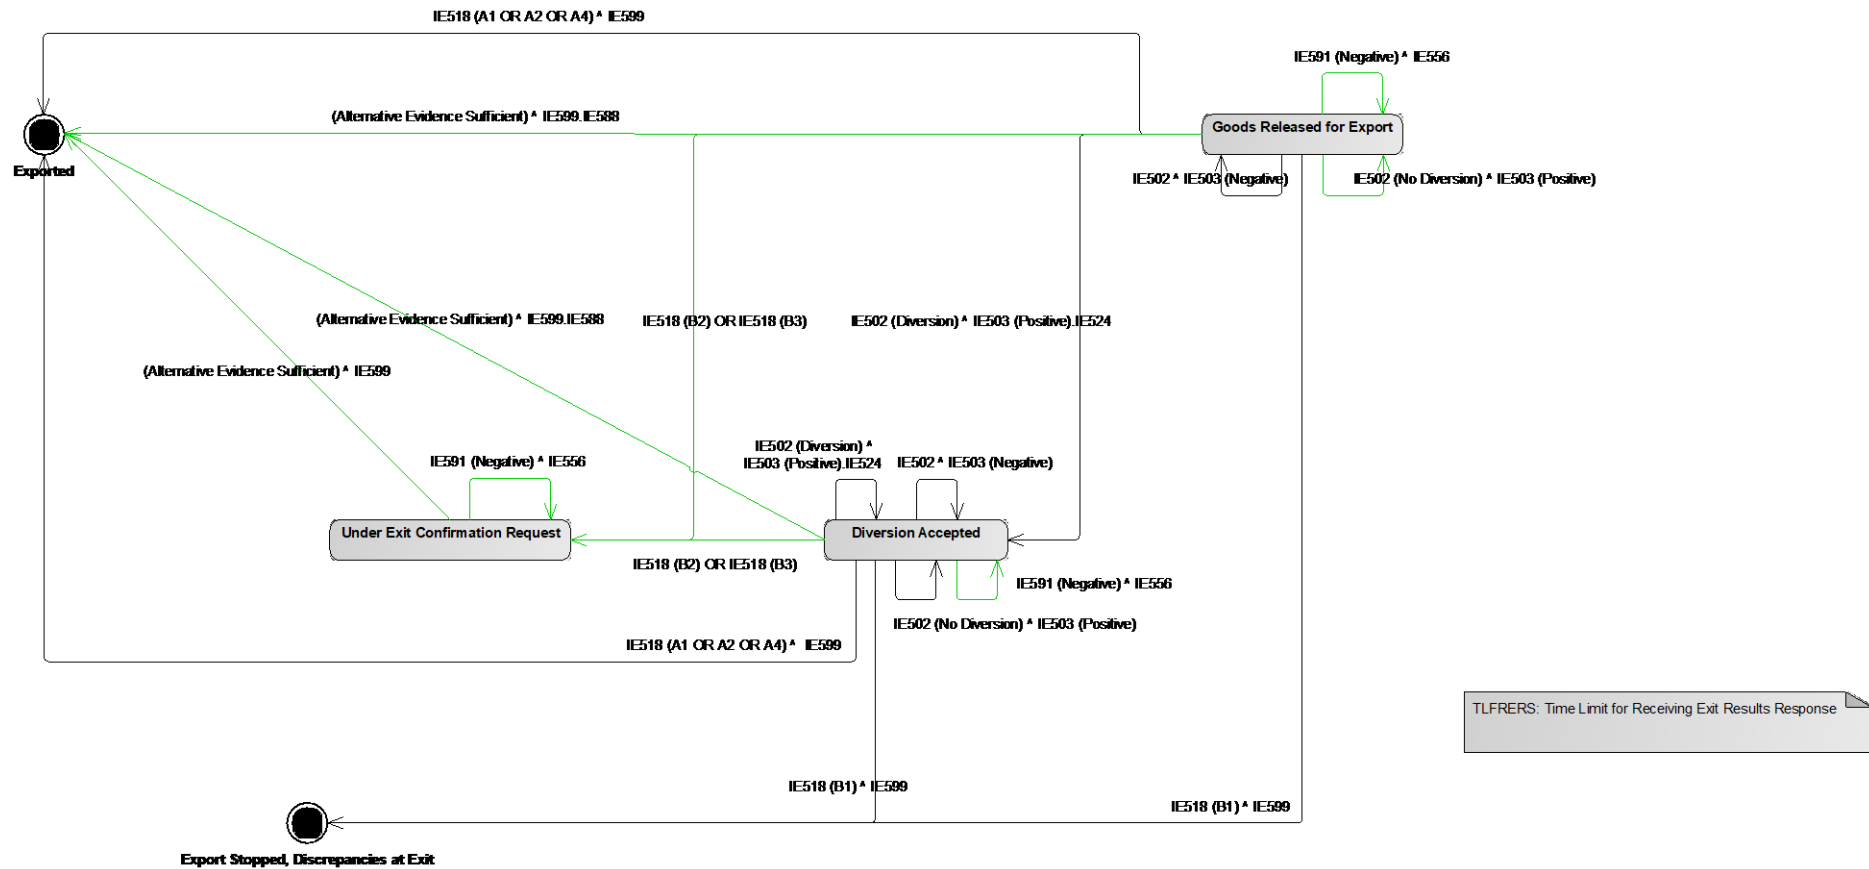 IE518 (A1 OR A2 OR A4) ^ IE599
IE591 (Negative) ^ IE556
(Alternative Evidence Sufficient) ^ IE599.IE588
Goods Released for Export
Exported
IE502 ^ IE503 (Negative)
IE502 (No Diversion) ^ IE503 (Positive)
(Alternative Evidence Sufficient) ^ IE599.IE588
IE518 (B2) OR IE518 (B3)
IE502 (Diversion) ^ IE503 (Positive).IE524
(Alternative Evidence Sufficient) ^ IE599
IE502 (Diversion) ^
IE503 (Positive).IE524
IE591 (Negative) ^ IE556
IE502 ^ IE503 (Negative)
Under Exit Confirmation Request
Diversion Accepted
IE518 (B2) OR IE518 (B3)
IE591 (Negative) ^ IE556
IE502 (No Diversion) ^ IE503 (Positive)
IE518 (A1 OR A2 OR A4) ^ IE599
TLFRERS: Time Limit for Receiving Exit Results Response
IE518 (B1) ^ IE599
IE518 (B1) ^ IE599
Export Stopped, Discrepancies at Exit